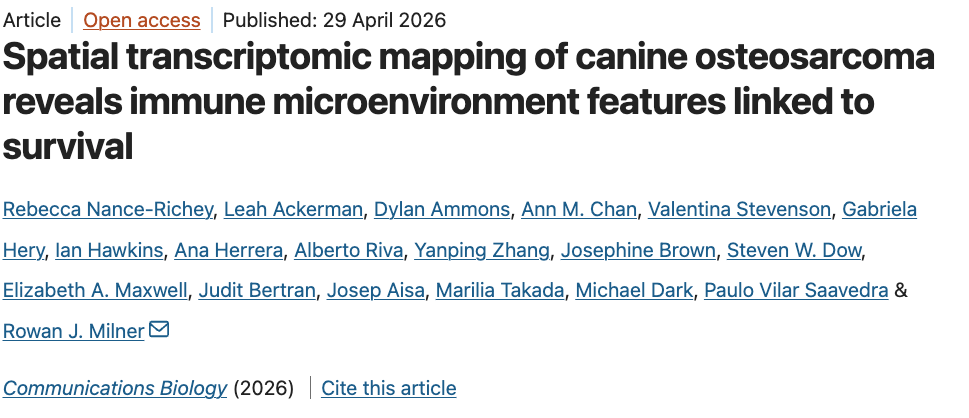 Article Open access Published: 29 April 2026
Spatial transcriptomic mapping of canine osteosarcoma
reveals immune microenvironment features linked to
survival
Rebecca Nance-Richey, Leah Ackerman, Dylan Ammons, Ann M. Chan, Valentina Stevenson, Gabriela
Hery, Ian Hawkins, Ana Herrera, Alberto Riva, Yanping Zhang, Josephine Brown, Steven W. Dow,
Elizabeth A. Maxwell, Judit Bertran, Josep Aisa, Marilia Takada, Michael Dark, Paulo Vilar Saavedra &
Rowan J. Milner
Communications Biology (2026) Cite this article